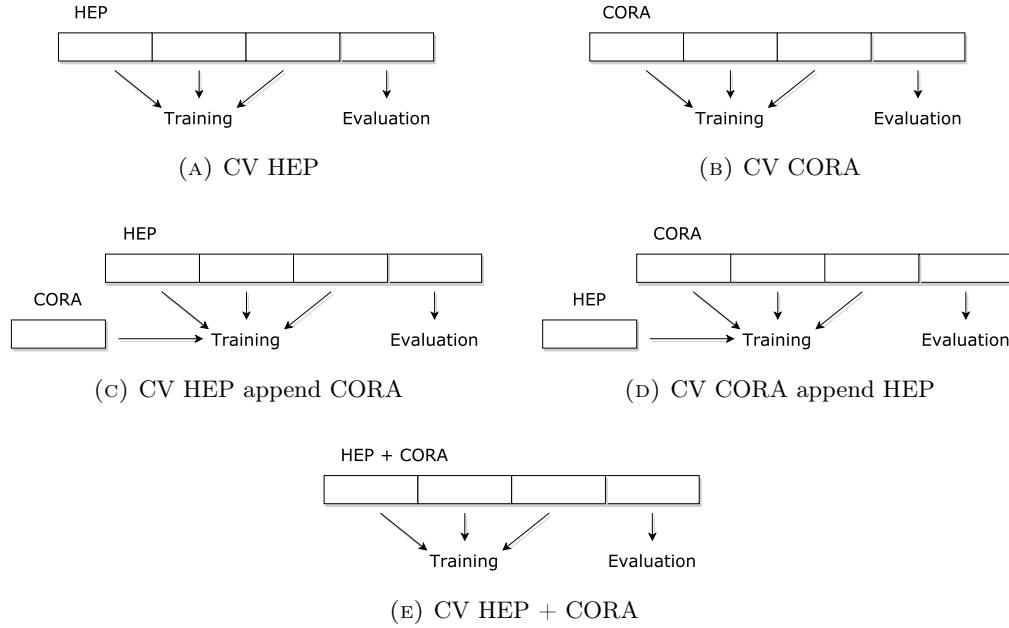 HEP
Training
Evaluation
(A) CV HEP
CORA
Training
Evaluation
(B) CV CORA
HEP
CORA
Training
Evaluation
(C) CV HEP append CORA
CORA
HEP
Training
Evaluation
(D) CV CORA append HEP
HEP + CORA
Training
Evaluation
(E) CV HEP + CORA